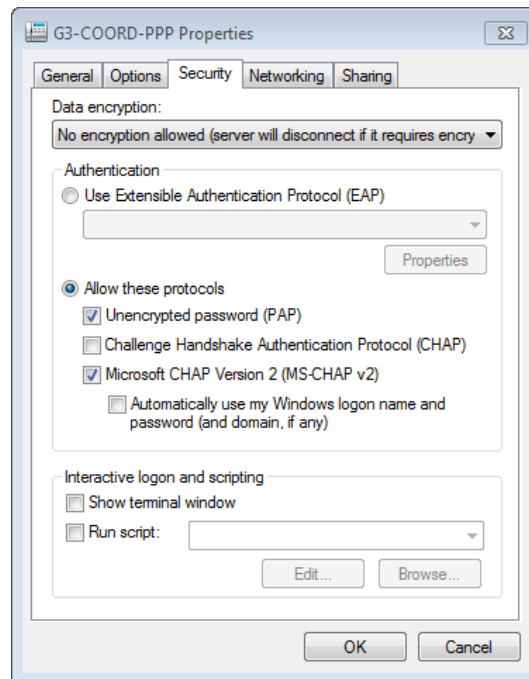 G3-COORD-PPP Properties
General Options Security Networking Sharing
Data encryption:
No encryption allowed (server will disconnect if it requires encry
Authentication
Use Extensible Authentication Protocol (EAP)
Properties
Allow these protocols
Unencrypted password (PAP)
Challenge Handshake Authentication Protocol (CHAP)
Microsoft CHAP Version 2 (MS-CHAP v2)
Automatically use my Windows logon name and
password (and domain, if any)
Interactive logon and scripting
Show terminal window
Run script:
Edit... Browse...
OK Cancel